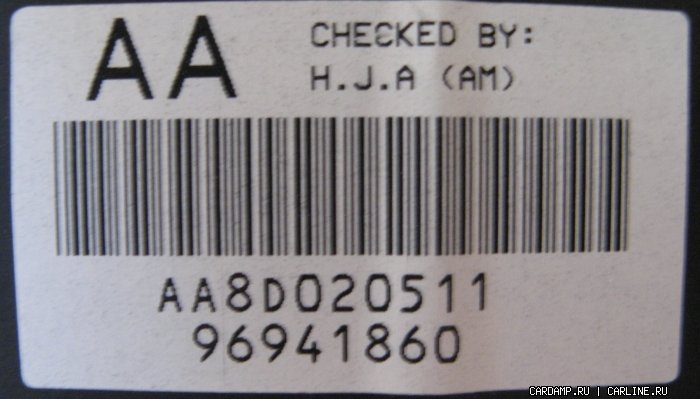 AA
CHECKED BY:
H.J.A (AM)
AA8D020511
96941860
CARDAMP.RU | CARLINE.RU